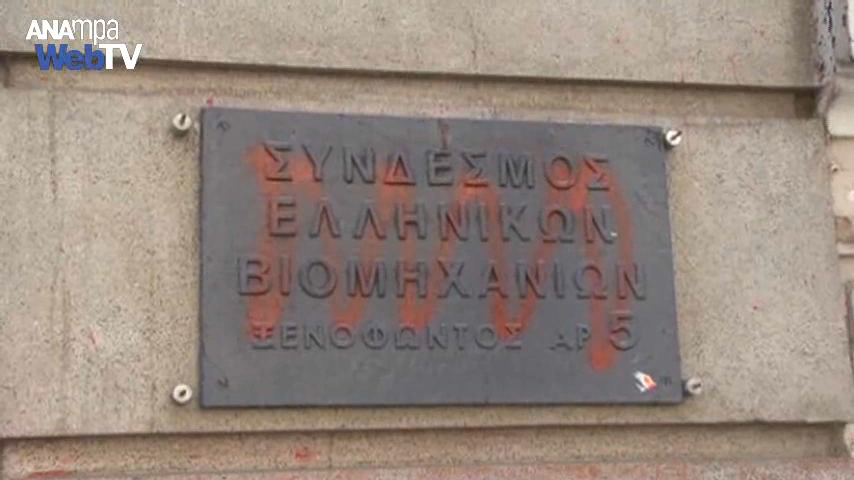 ANAmpa
WebTV
ΣΥΝΔΕΣΜΟΣ
ΕΛΛΗΝΙΚΩΝ
ΒΙΟΜΗΧΑΝΙΩΝ
ΞΕΝΟΦΩΝΤΟΣ ΑΡ 5